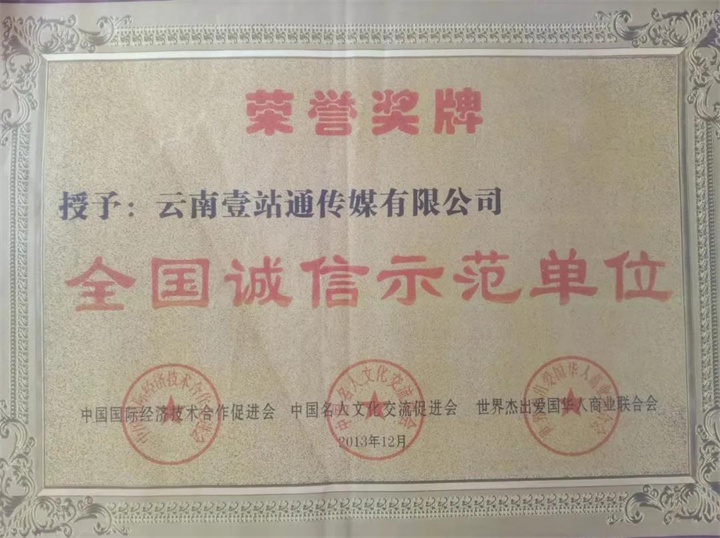 荣誉奖牌
授予：云南壹站通传媒有限公司
全国诚信示范单位
中国国际经济技术合作促进会 中国名人文化交流促进会 世界杰出爱国华人商业联合会
2013年12月